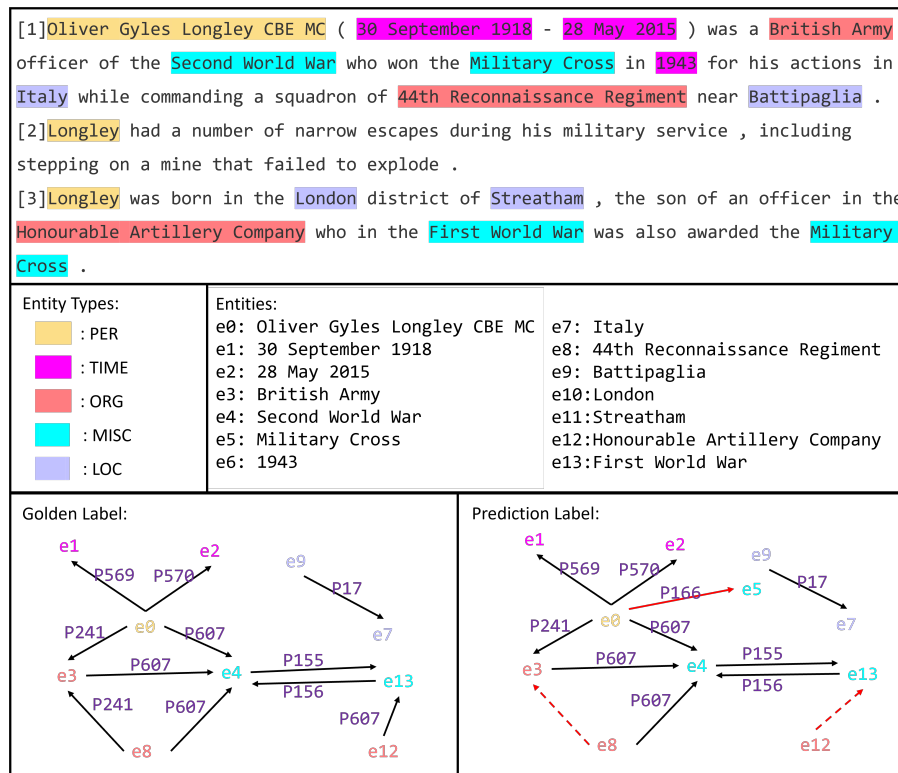 [1]Oliver Gyles Longley CBE MC ( 30 September 1918 - 28 May 2015 ) was a British Army
officer of the Second World War who won the Military Cross in 1943 for his actions in
Italy while commanding a squadron of 44th Reconnaissance Regiment near Battipaglia .
[2]Longley had a number of narrow escapes during his military service , including
stepping on a mine that failed to explode .
[3]Longley was born in the London district of Streatham , the son of an officer in the
Honourable Artillery Company who in the First World War was also awarded the Military
Cross .
Entity Types:
: PER
: TIME
: ORG
: MISC
: LOC
Entities:
e0: Oliver Gyles Longley CBE MC
e1: 30 September 1918
e2: 28 May 2015
e3: British Army
e4: Second World War
e5: Military Cross
e6: 1943
e7: Italy
e8: 44th Reconnaissance Regiment
e9: Battipaglia
e10:London
e11:Streatham
e12:Honourable Artillery Company
e13:First World War
Golden Label:
e1
e2
e9
P569
P570
P17
e0
e7
P241
P607
P607
P155
e3
e4
e13
P156
P241
P607
P607
e8
e12
Prediction Label:
e1
e2
e9
P569
P570
P17
P166
e5
e0
e7
P241
P607
P607
P155
e3
e4
e13
P156
P607
e8
e12